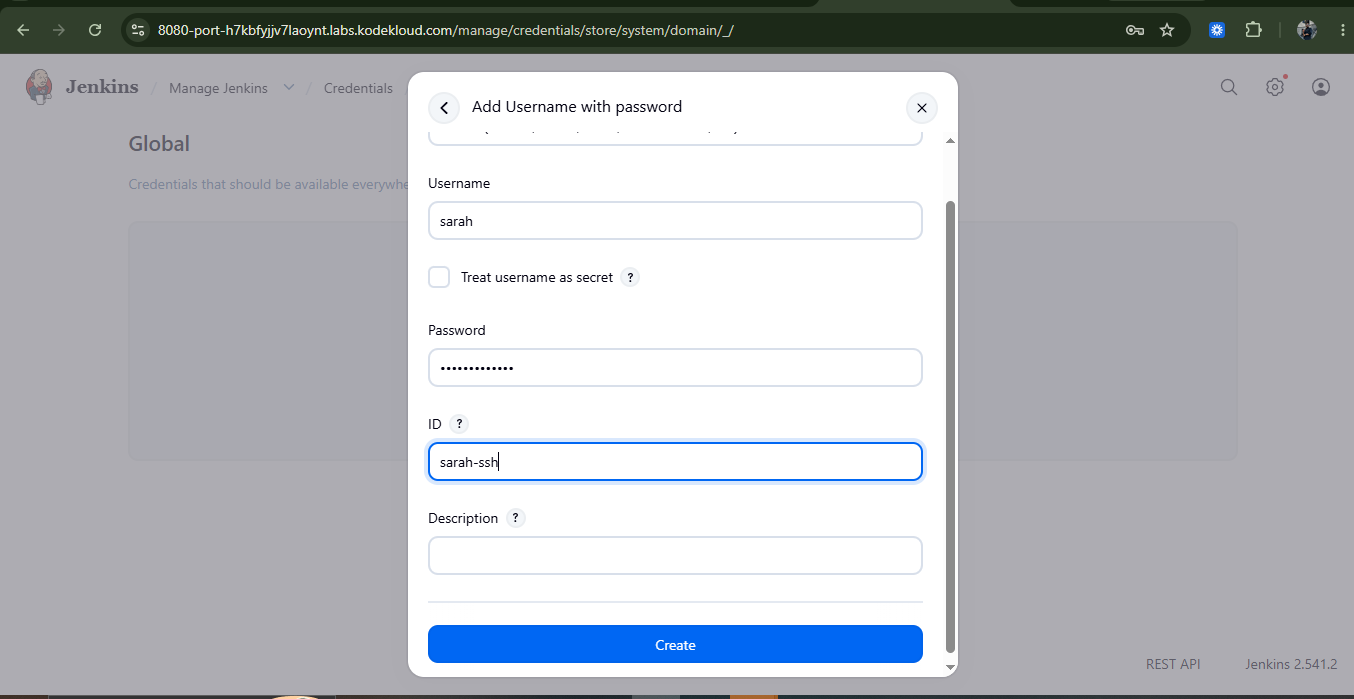 8080-port-h7kbfyjjv7laoynt.labs.kodekloud.com/manage/credentials/store/system/domain/_/
Jenkins / Manage Jenkins / Credentials
Add Username with password
Global
Credentials that should be available everywhe
Username
sarah
Treat username as secret ?
Password
•••••••••••••
ID ?
sarah-ssh
Description ?
Create
REST API Jenkins 2.541.2